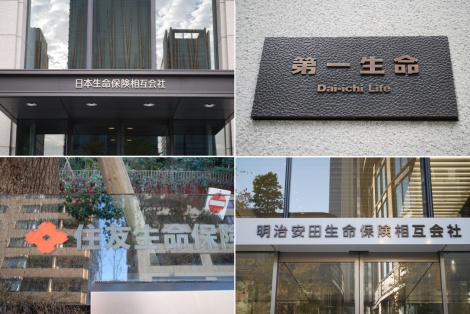 日本生命保険相互会社
第一生命
Dai-ichi Life
住友生命保険
明治安田生命保険相互会社